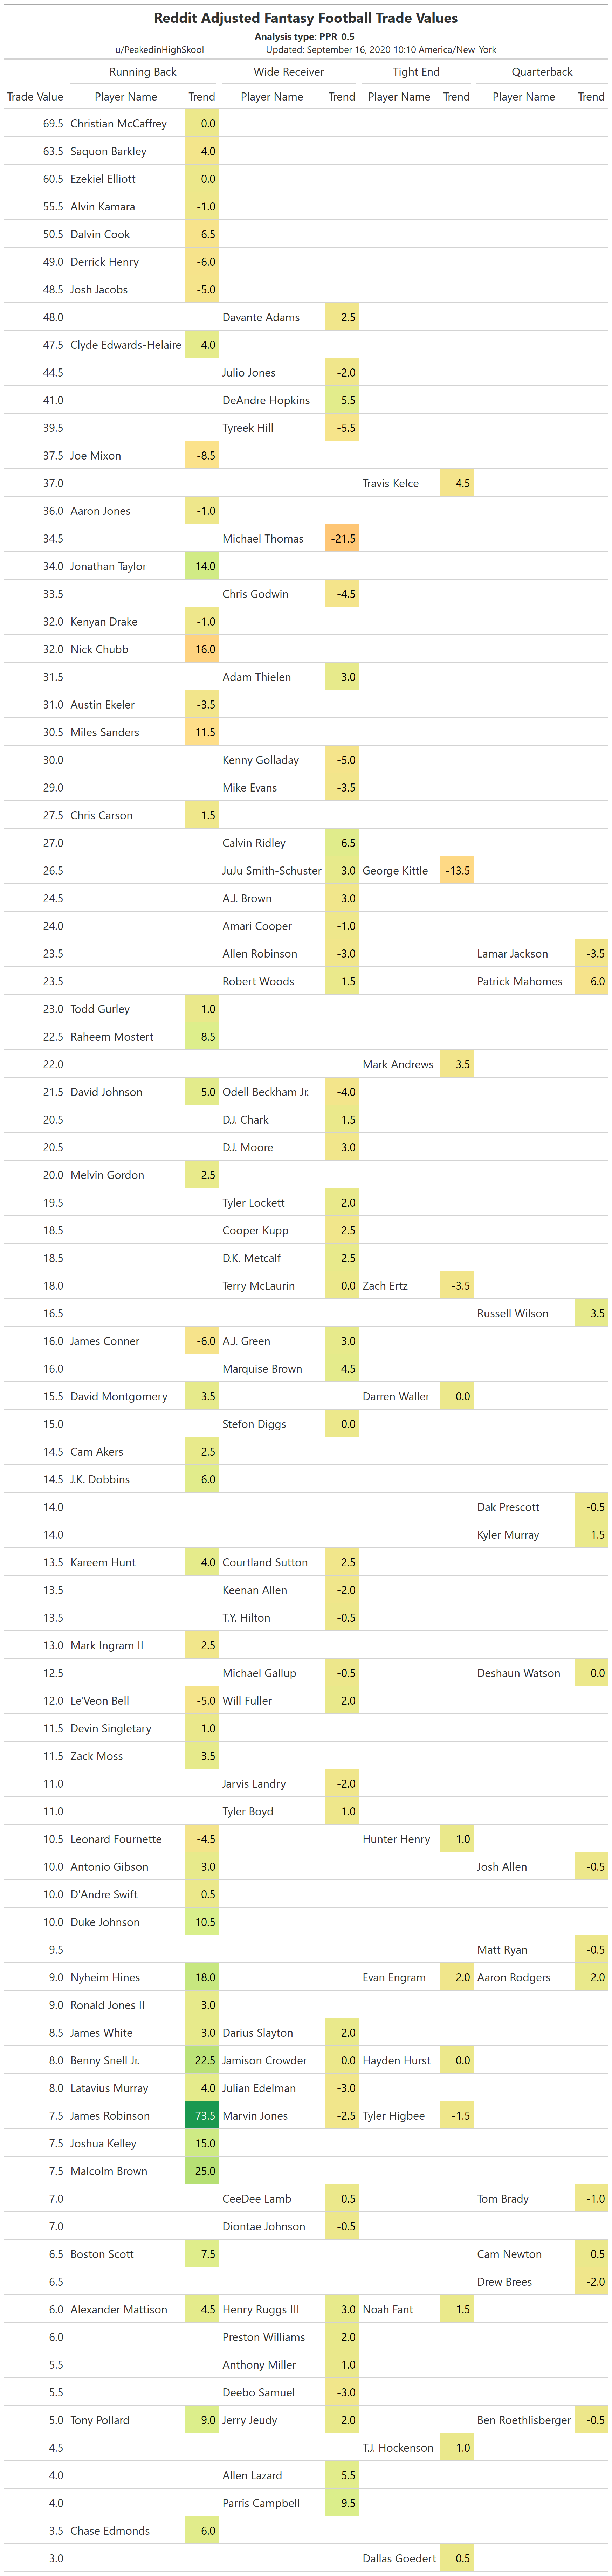 Reddit Adjusted Fantasy Football Trade Values
Analysis type: PPR_0.5
u/PeakedinHighSkool Updated: September 16, 2020 10:10 America/New_York
Running Back Wide Receiver Tight End Quarterback
Trade Value Player Name Trend Player Name Trend Player Name Trend Player Name Trend
69.5 Christian McCaffrey 0.0
63.5 Saquon Barkley -4.0
60.5 Ezekiel Elliott 0.0
55.5 Alvin Kamara -1.0
50.5 Dalvin Cook -6.5
49.0 Derrick Henry -6.0
48.5 Josh Jacobs -5.0
48.0 Davante Adams -2.5
47.5 Clyde Edwards-Helaire 4.0
44.5 Julio Jones -2.0
41.0 DeAndre Hopkins 5.5
39.5 Tyreek Hill -5.5
37.5 Joe Mixon -8.5
37.0 Travis Kelce -4.5
36.0 Aaron Jones -1.0
34.5 Michael Thomas -21.5
34.0 Jonathan Taylor 14.0
33.5 Chris Godwin -4.5
32.0 Kenyan Drake -1.0
32.0 Nick Chubb -16.0
31.5 Adam Thielen 3.0
31.0 Austin Ekeler -3.5
30.5 Miles Sanders -11.5
30.0 Kenny Golladay -5.0
29.0 Mike Evans -3.5
27.5 Chris Carson -1.5
27.0 Calvin Ridley 6.5
26.5 JuJu Smith-Schuster 3.0 George Kittle -13.5
24.5 A.J. Brown -3.0
24.0 Amari Cooper -1.0
23.5 Allen Robinson -3.0 Lamar Jackson -3.5
23.5 Robert Woods 1.5 Patrick Mahomes -6.0
23.0 Todd Gurley 1.0
22.5 Raheem Mostert 8.5
22.0 Mark Andrews -3.5
21.5 David Johnson 5.0 Odell Beckham Jr. -4.0
20.5 D.J. Chark 1.5
20.5 D.J. Moore -3.0
20.0 Melvin Gordon 2.5
19.5 Tyler Lockett 2.0
18.5 Cooper Kupp -2.5
18.5 D.K. Metcalf 2.5
18.0 Terry McLaurin 0.0 Zach Ertz -3.5
16.5 Russell Wilson 3.5
16.0 James Conner -6.0 A.J. Green 3.0
16.0 Marquise Brown 4.5
15.5 David Montgomery 3.5 Darren Waller 0.0
15.0 Stefon Diggs 0.0
14.5 Cam Akers 2.5
14.5 J.K. Dobbins 6.0
14.0 Dak Prescott -0.5
14.0 Kyler Murray 1.5
13.5 Kareem Hunt 4.0 Courtland Sutton -2.5
13.5 Keenan Allen -2.0
13.5 T.Y. Hilton -0.5
13.0 Mark Ingram II -2.5
12.5 Michael Gallup -0.5 Deshaun Watson 0.0
12.0 Le'Veon Bell -5.0 Will Fuller 2.0
11.5 Devin Singletary 1.0
11.5 Zack Moss 3.5
11.0 Jarvis Landry -2.0
11.0 Tyler Boyd -1.0
10.5 Leonard Fournette -4.5 Hunter Henry 1.0
10.0 Antonio Gibson 3.0 Josh Allen -0.5
10.0 D'Andre Swift 0.5
10.0 Duke Johnson 10.5
9.5 Matt Ryan -0.5
9.0 Nyheim Hines 18.0 Evan Engram -2.0 Aaron Rodgers 2.0
9.0 Ronald Jones II 3.0
8.5 James White 3.0 Darius Slayton 2.0
8.0 Benny Snell Jr. 22.5 Jamison Crowder 0.0 Hayden Hurst 0.0
8.0 Latavius Murray 4.0 Julian Edelman -3.0
7.5 James Robinson 73.5 Marvin Jones -2.5 Tyler Higbee -1.5
7.5 Joshua Kelley 15.0
7.5 Malcolm Brown 25.0
7.0 CeeDee Lamb 0.5 Tom Brady -1.0
7.0 Diontae Johnson -0.5
6.5 Boston Scott 7.5 Cam Newton 0.5
6.5 Drew Brees -2.0
6.0 Alexander Mattison 4.5 Henry Ruggs III 3.0 Noah Fant 1.5
6.0 Preston Williams 2.0
5.5 Anthony Miller 1.0
5.5 Deebo Samuel -3.0
5.0 Tony Pollard 9.0 Jerry Jeudy 2.0 Ben Roethlisberger -0.5
4.5 T.J. Hockenson 1.0
4.0 Allen Lazard 5.5
4.0 Parris Campbell 9.5
3.5 Chase Edmonds 6.0
3.0 Dallas Goedert 0.5